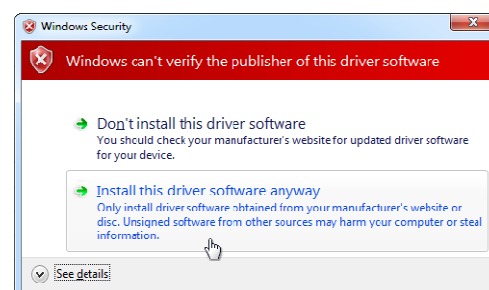 Windows Security
Windows can't verify the publisher of this driver software
Don't install this driver software
You should check your manufacturer's website for updated driver software
for your device.
Install this driver software anyway
Only install driver software obtained from your manufacturer's website or
disc. Unsigned software from other sources may harm your computer or steal
information.
See details